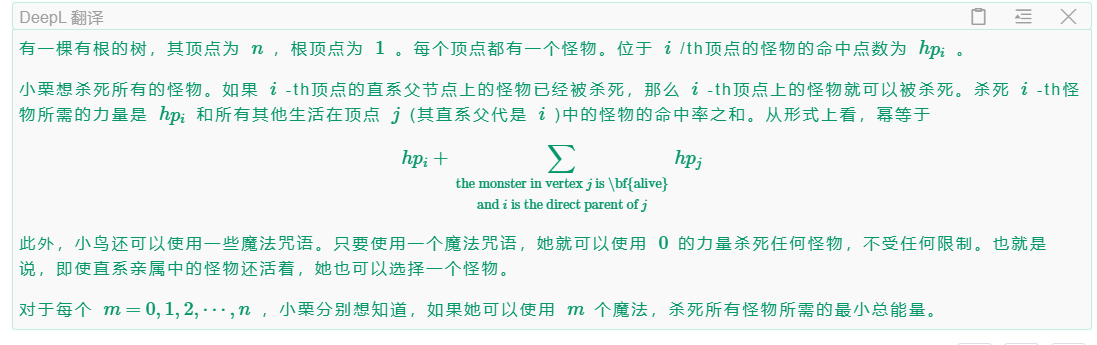 DeepL 翻译
有一棵有根的树，其顶点为 n ，根顶点为 1 。每个顶点都有一个怪物。位于 i /th顶点的怪物的命中点数为 hp_i 。
小栗想杀死所有的怪物。如果 i -th顶点的直系父节点上的怪物已经被杀死，那么 i -th顶点上的怪物就可以被杀死。杀死 i -th怪
物所需的力量是 hp_i 和所有其他生活在顶点 j (其直系父代是 i )中的怪物的命中率之和。从形式上看，幂等于
hp_i + ∑ hp_j
the monster in vertex j is \bf{alive}
and i is the direct parent of j
此外，小鸟还可以使用一些魔法咒语。只要使用一个魔法咒语，她就可以使用 0 的力量杀死任何怪物，不受任何限制。也就是
说，即使直系亲属中的怪物还活着，她也可以选择一个怪物。
对于每个 m = 0, 1, 2, ⋯, n ，小栗分别想知道，如果她可以使用 m 个魔法，杀死所有怪物所需的最小总能量。